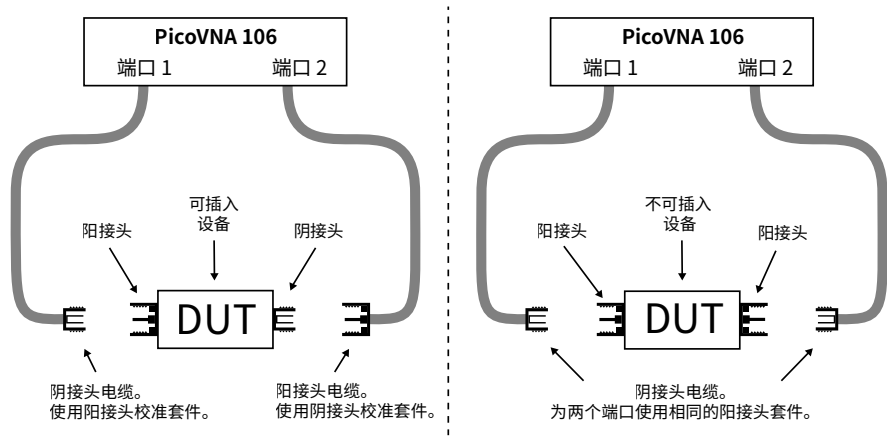 PicoVNA 106
端口 1
端口 2
可插入
设备
阳接头
阴接头
DUT
阴接头电缆。
使用阳接头校准套件。
阳接头电缆。
使用阴接头校准套件。
PicoVNA 106
端口 1
端口 2
不可插入
设备
阳接头
阳接头
DUT
阴接头电缆。
为两个端口使用相同的阳接头套件。